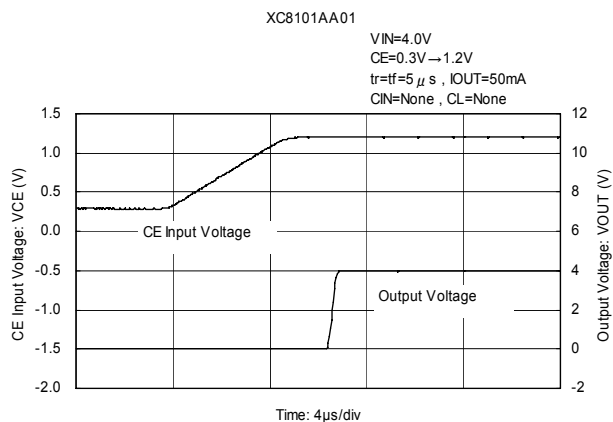 XC8101AA01
VIN=4.0V
CE=0.3V→1.2V
tr=tf=5μs , IOUT=50mA
CIN=None , CL=None
CE Input Voltage: VCE (V)
1.5
1.0
0.5
0.0
-0.5
-1.0
-1.5
-2.0
CE Input Voltage
Output Voltage
12
10
8
6
4
2
0
-2
Output Voltage: VOUT (V)
Time: 4μs/div